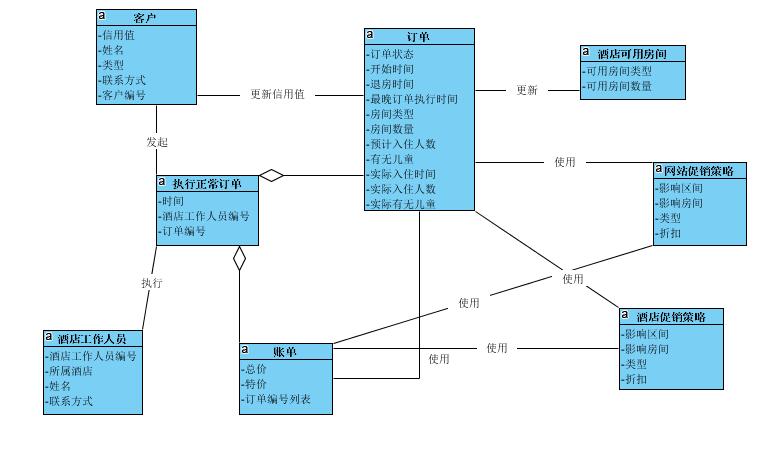 a
客户
-信用值
-姓名
-类型
-联系方式
-客户编号
更新信用值
a
订单
-订单状态
-开始时间
-退房时间
-最晚订单执行时间
-房间类型
-房间数量
-预计入住人数
-有无儿童
-实际入住时间
-实际入住人数
-实际有无儿童
更新
a
酒店可用房间
-可用房间类型
-可用房间数量
发起
使用
a
网站促销策略
-影响区间
-影响房间
-类型
-折扣
a
执行正常订单
-时间
-酒店工作人员编号
-订单编号
执行
使用
使用
a
酒店促销策略
-影响区间
-影响房间
-类型
-折扣
a
酒店工作人员
-酒店工作人员编号
-所属酒店
-姓名
-联系方式
a
账单
-总价
-特价
-订单编号列表
使用
使用